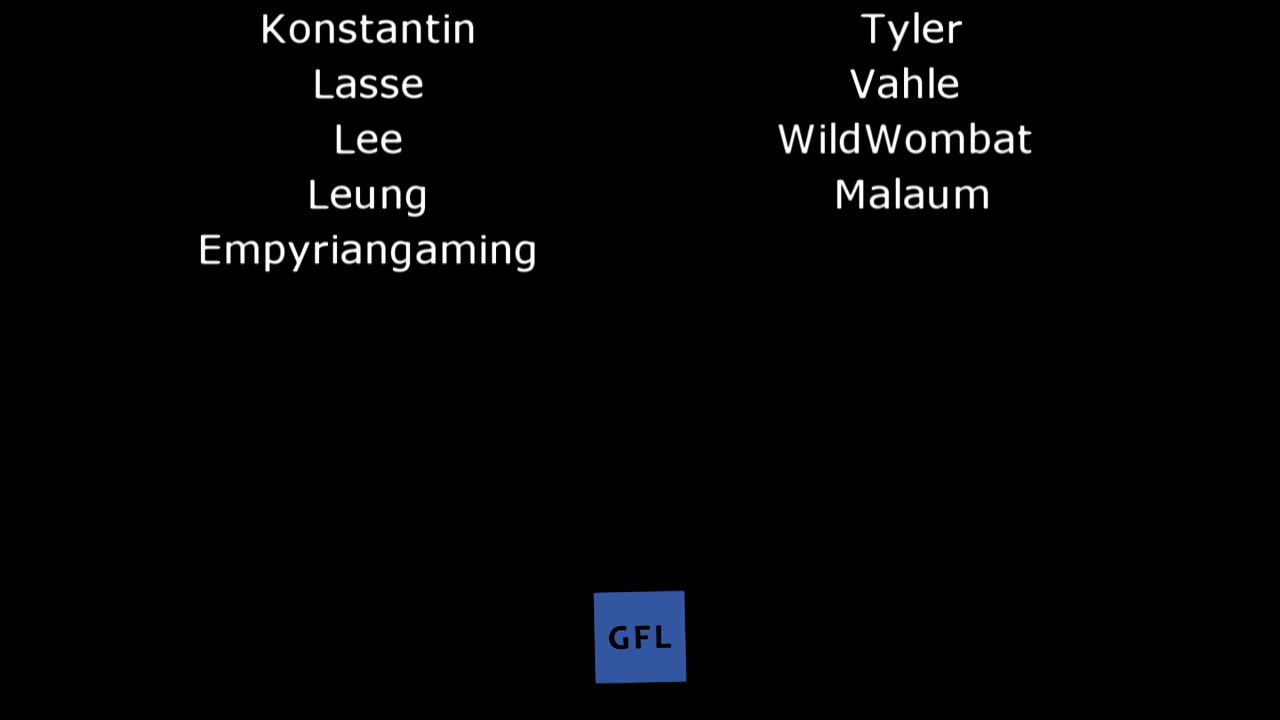 Konstantin
Lasse
Lee
Leung
Empyriangaming
Tyler
Vahle
WildWombat
Malaum
GFL